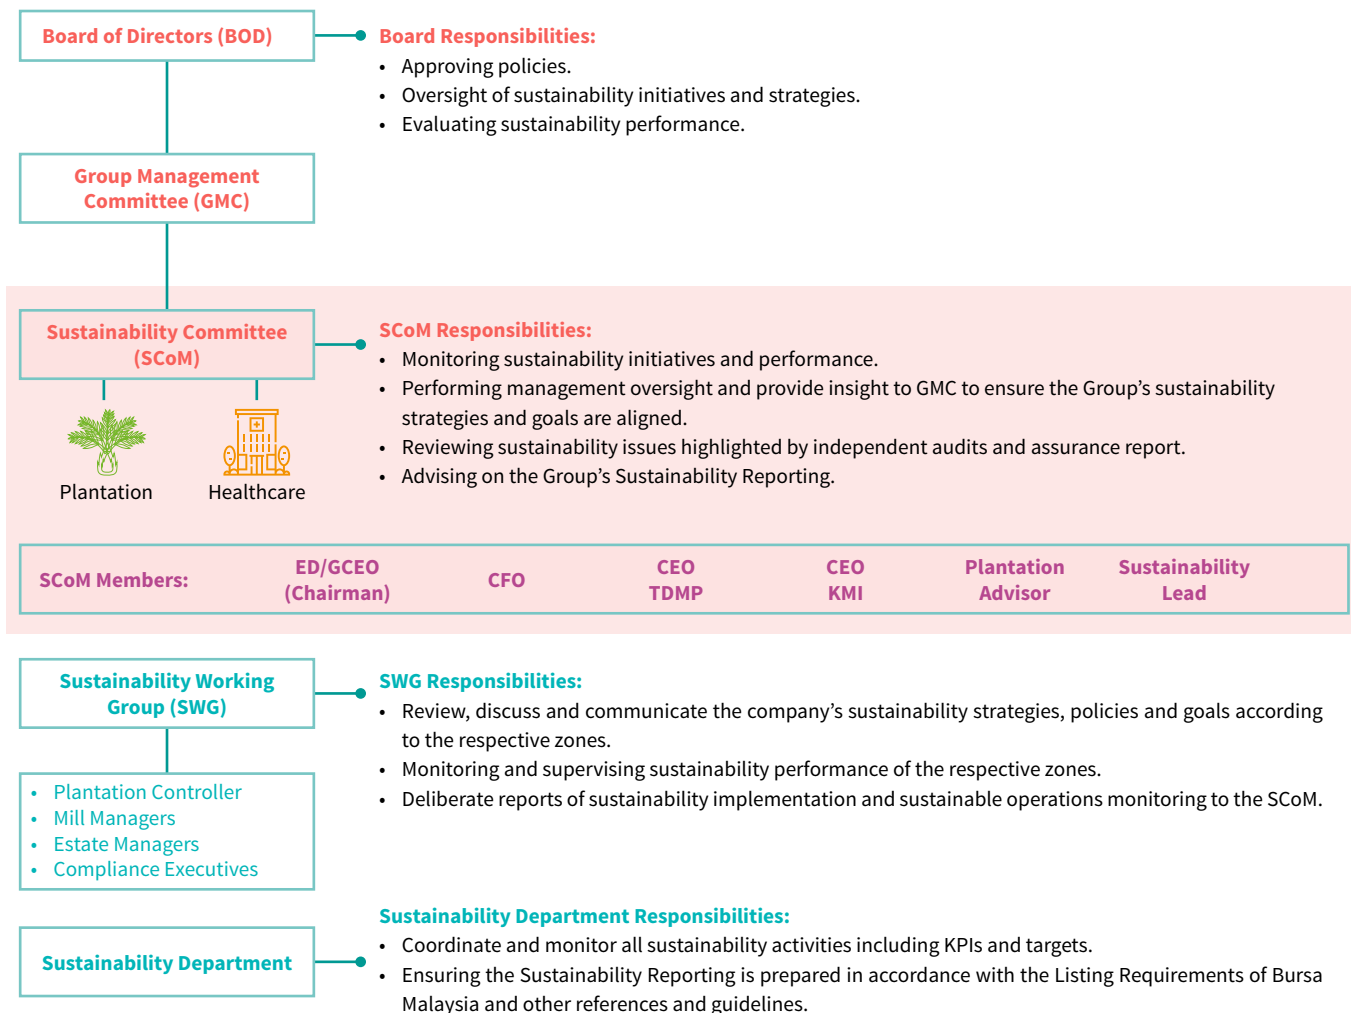 Board of Directors (BOD)
Board Responsibilities:
• Approving policies.
• Oversight of sustainability initiatives and strategies.
• Evaluating sustainability performance.
Group Management
Committee (GMC)
Sustainability Committee
(SCoM)
Plantation
Healthcare
SCoM Responsibilities:
• Monitoring sustainability initiatives and performance.
• Performing management oversight and provide insight to GMC to ensure the Group’s sustainability
strategies and goals are aligned.
• Reviewing sustainability issues highlighted by independent audits and assurance report.
• Advising on the Group’s Sustainability Reporting.
SCoM Members:
ED/GCEO
(Chairman)
CFO
CEO
TDMP
CEO
KMI
Plantation
Advisor
Sustainability
Lead
Sustainability Working
Group (SWG)
• Plantation Controller
• Mill Managers
• Estate Managers
• Compliance Executives
SWG Responsibilities:
• Review, discuss and communicate the company’s sustainability strategies, policies and goals according
to the respective zones.
• Monitoring and supervising sustainability performance of the respective zones.
• Deliberate reports of sustainability implementation and sustainable operations monitoring to the SCoM.
Sustainability Department
Sustainability Department Responsibilities:
• Coordinate and monitor all sustainability activities including KPIs and targets.
• Ensuring the Sustainability Reporting is prepared in accordance with the Listing Requirements of Bursa
Malaysia and other references and guidelines.